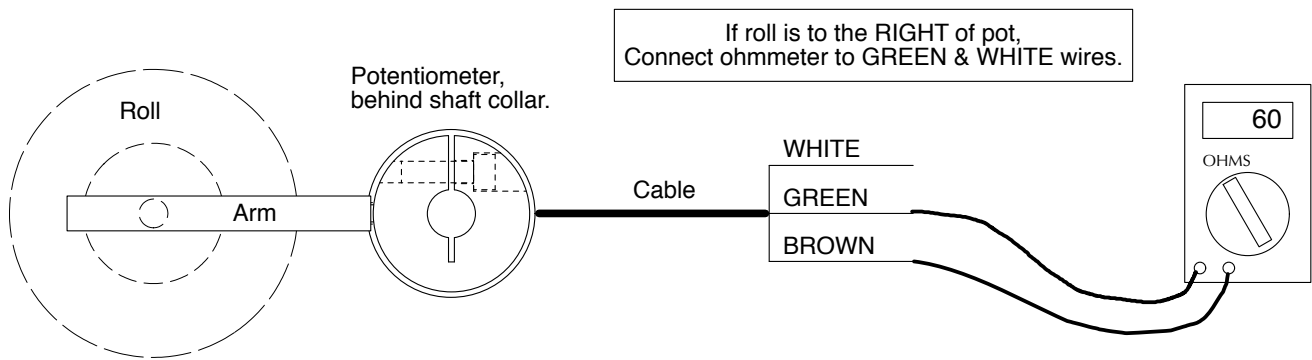 If roll is to the RIGHT of pot,
Connect ohmmeter to GREEN & WHITE wires.
Potentiometer,
behind shaft collar.
Roll
60
OHMS
WHITE
Cable
GREEN
Arm
BROWN